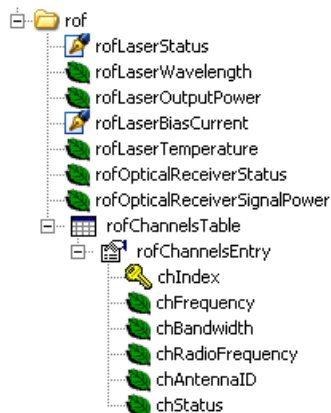 rof
rofLaserStatus
rofLaserWavelength
rofLaserOutputPower
rofLaserBiasCurrent
rofLaserTemperature
rofOpticalReceiverStatus
rofOpticalReceiverSignalPower
rofChannelsTable
rofChannelsEntry
chIndex
chFrequency
chBandwidth
chRadioFrequency
chAntennaID
chStatus